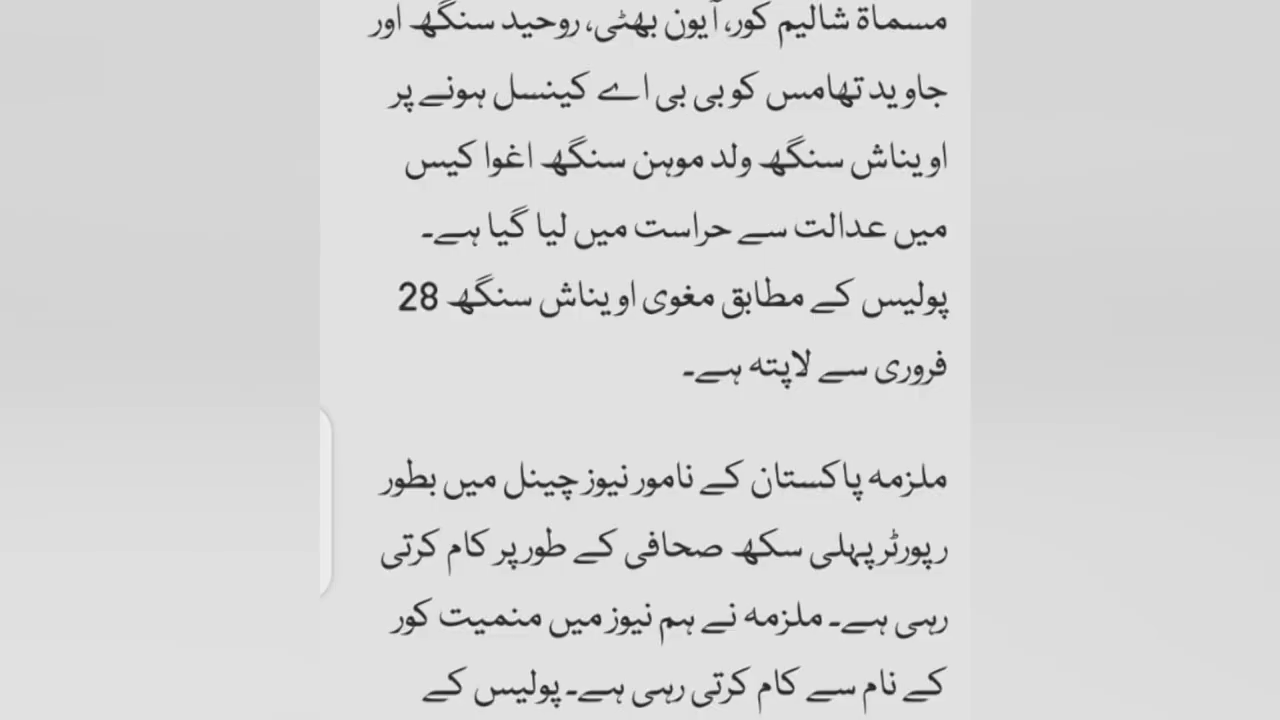 مسماة شالیم کور، آیون بھٹی، روحید سنگھ اور
جاوید تھامس کو بی بی اے کینسل ہونے پر
اویناش سنگھ ولد موہن سنگھ اغوا کیس
میں عدالت سے حراست میں لیا گیا ہے۔
پولیس کے مطابق مغوی اویناش سنگھ 28
فروری سے لاپتہ ہے۔
ملزمہ پاکستان کے نامور نیوز چینل میں بطور
رپورٹر پہلی سکھ صحافی کے طور پر کام کرتی
رہی ہے۔ ملزمہ نے ہم نیوز میں منمیت کور
کے نام سے کام کرتی رہی ہے۔ پولیس کے